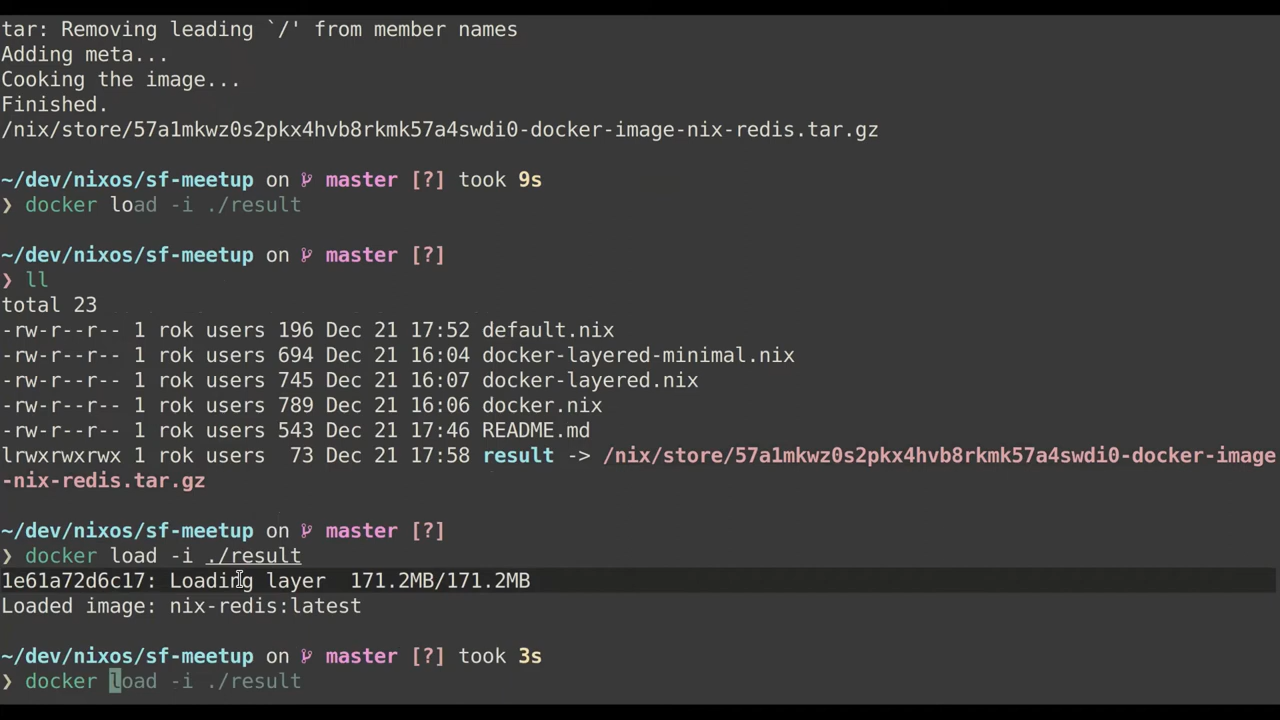 tar: Removing leading `/' from member names
Adding meta...
Cooking the image...
Finished.
/nix/store/57a1mkwz0s2pkx4hvb8rkmk57a4swdi0-docker-image-nix-redis.tar.gz
~/dev/nixos/sf-meetup on master [?] took 9s
❯ docker load -i ./result
~/dev/nixos/sf-meetup on master [?]
❯ ll
total 23
-rw-r--r-- 1 rok users 196 Dec 21 17:52 default.nix
-rw-r--r-- 1 rok users 694 Dec 21 16:04 docker-layered-minimal.nix
-rw-r--r-- 1 rok users 745 Dec 21 16:07 docker-layered.nix
-rw-r--r-- 1 rok users 789 Dec 21 16:06 docker.nix
-rw-r--r-- 1 rok users 543 Dec 21 17:46 README.md
lrwxrwxrwx 1 rok users  73 Dec 21 17:58 result -> /nix/store/57a1mkwz0s2pkx4hvb8rkmk57a4swdi0-docker-image
-nix-redis.tar.gz
~/dev/nixos/sf-meetup on master [?]
❯ docker load -i ./result
1e61a72d6c17: Loading layer  171.2MB/171.2MB
Loaded image: nix-redis:latest
~/dev/nixos/sf-meetup on master [?] took 3s
❯ docker load -i ./result